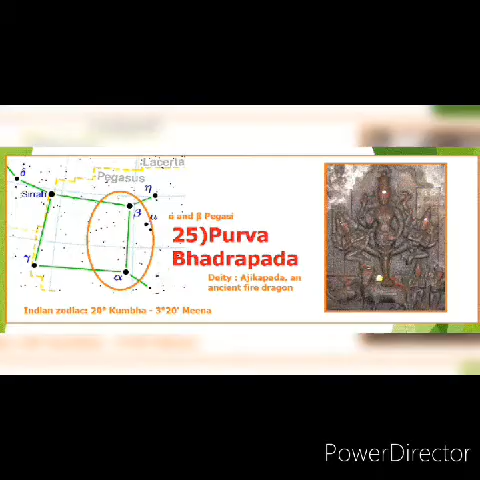 Lacerta
Pegasus
α
Sirrah
η
β
μ
γ
α
α and β Pegasi
25)Purva
Bhadrapada
Deity : Ajikapada, an
ancient fire dragon
Indian zodiac: 20° Kumbha - 3°20' Meena
PowerDirector